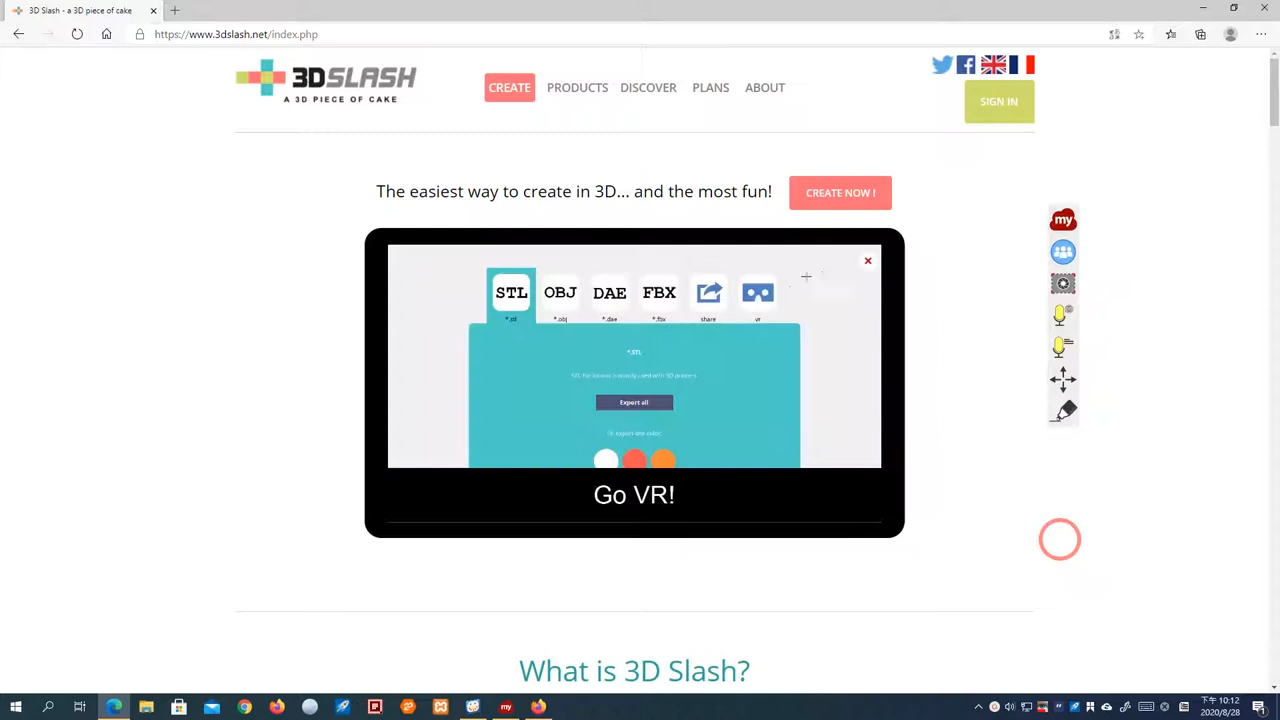 3D Slash - a 3D piece of cake
https://www.3dslash.net/index.php
3DSLASH
A 3D PIECE OF CAKE
CREATE
PRODUCTS
DISCOVER
PLANS
ABOUT
SIGN IN
The easiest way to create in 3D... and the most fun!
CREATE NOW !
STL
OBJ
DAE
FBX
*.stl
*.obj
*.dae
*.fbx
share
vr
*.STL
Export all
Go VR!
What is 3D Slash?
my
下午 10:12
2020/8/28